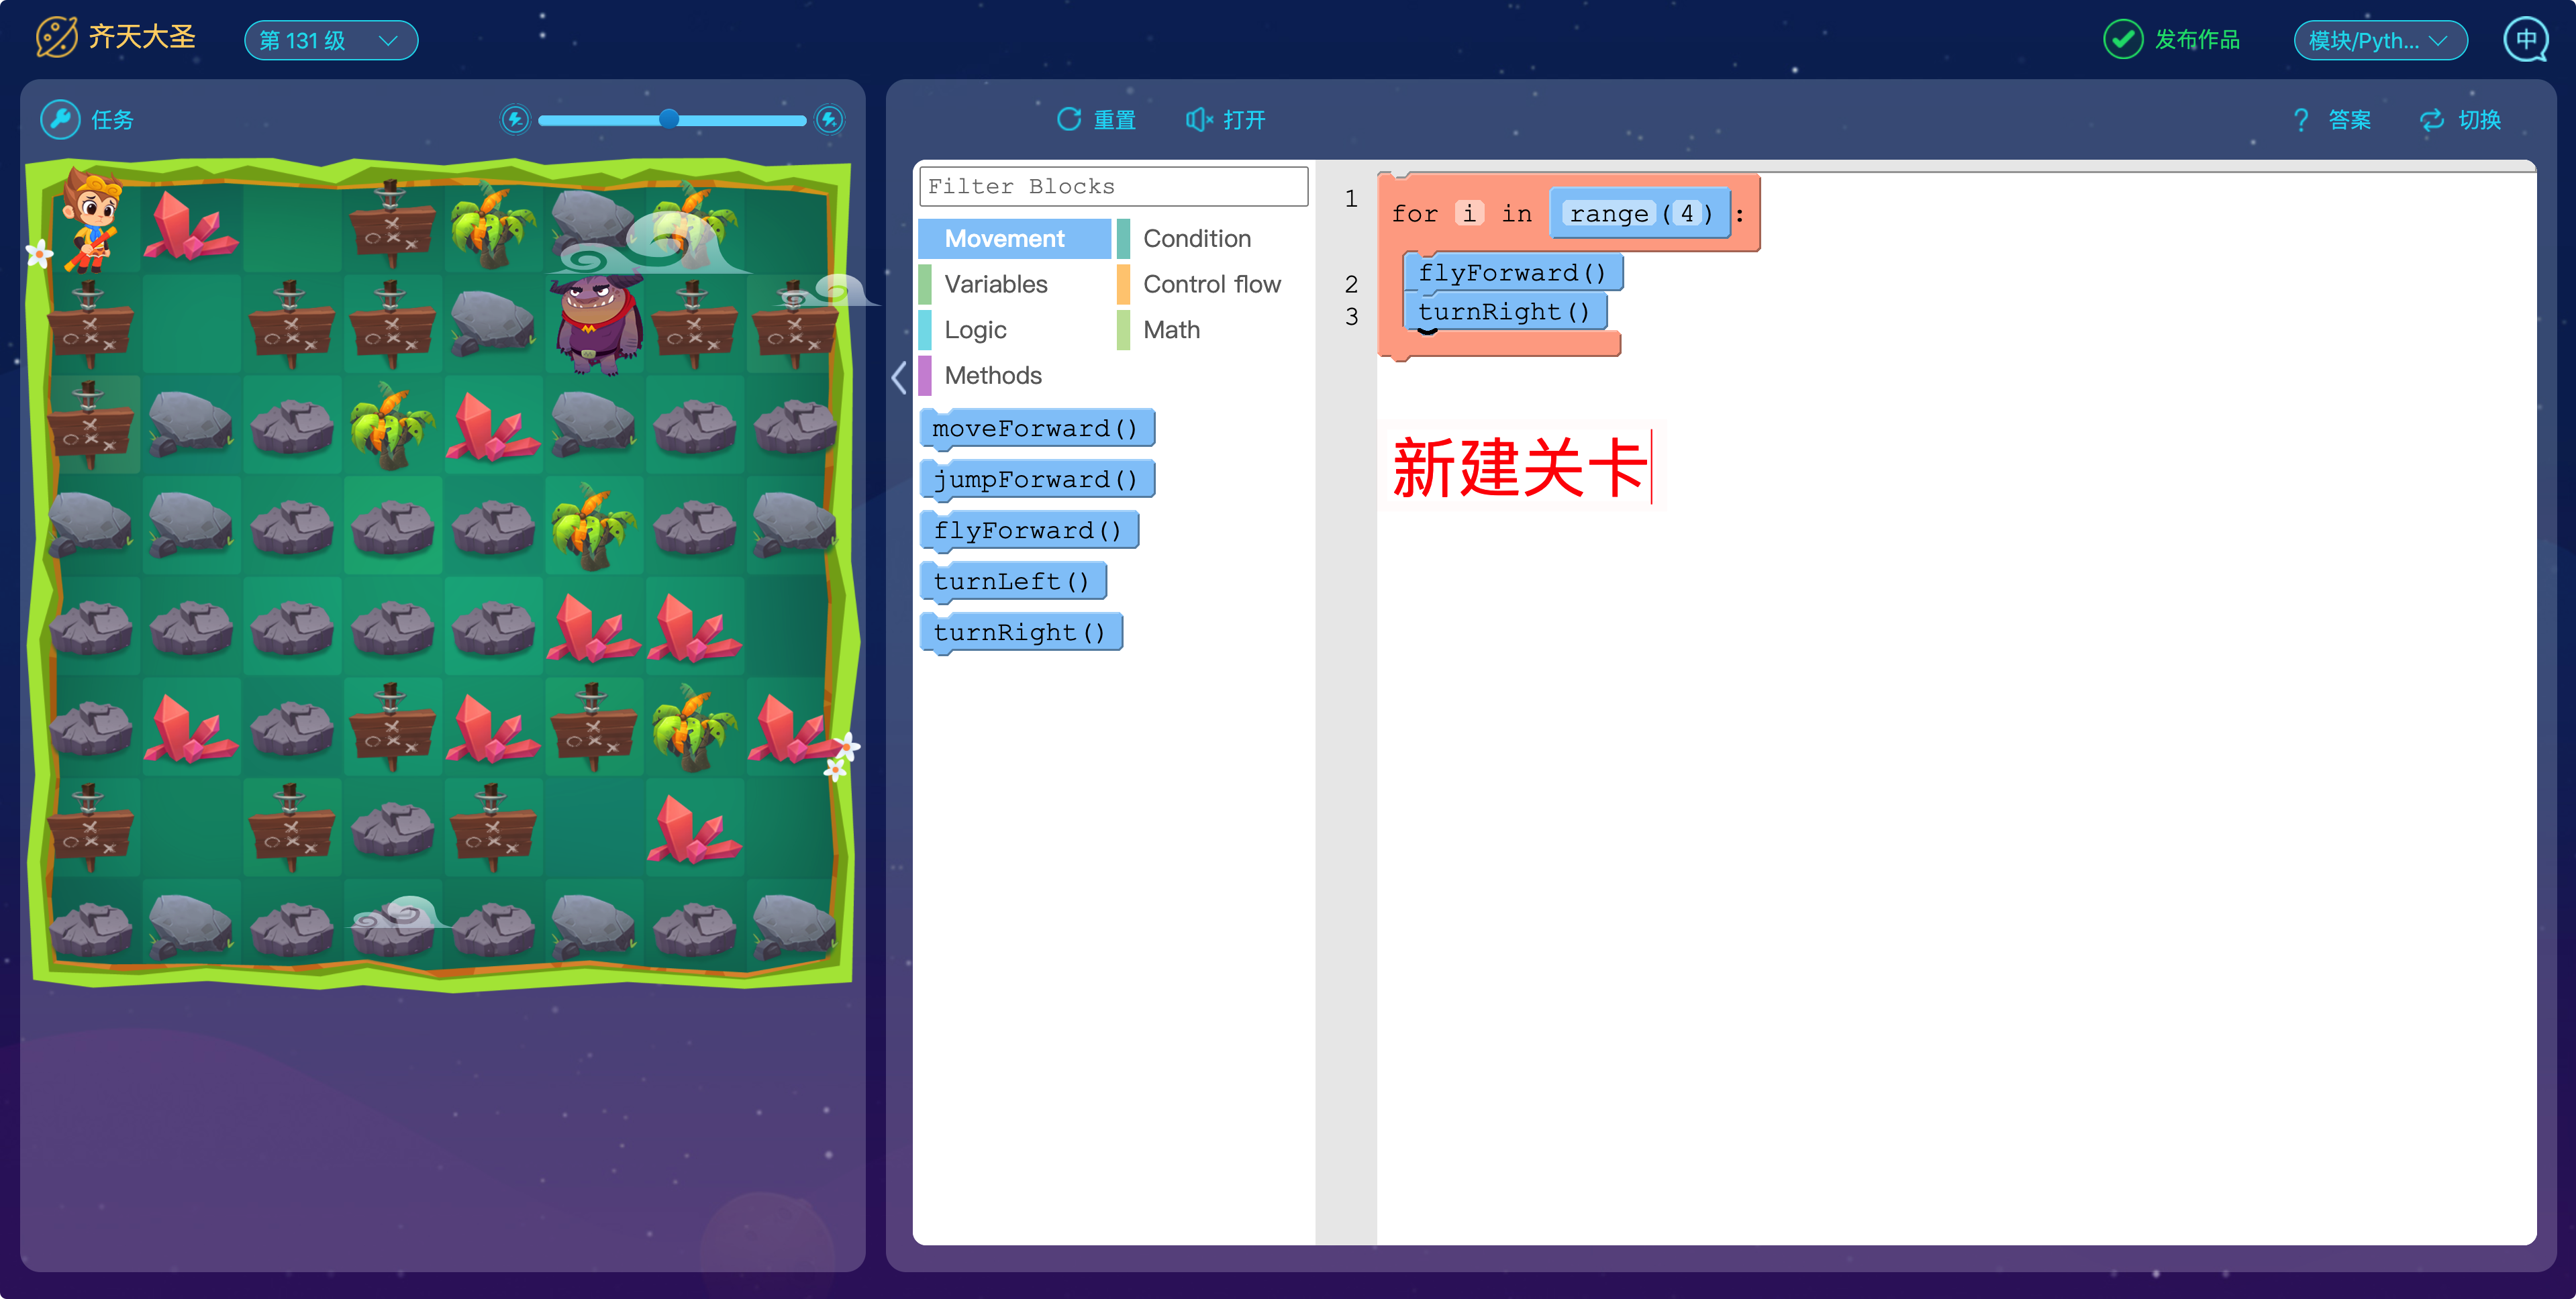 齐天大圣
第 131 级
发布作品
模块/Pyth...
中
任务
重置
打开
? 答案
切换
Filter Blocks
Movement
Condition
Variables
Control flow
Logic
Math
Methods
moveForward()
jumpForward()
flyForward()
turnLeft()
turnRight()
1 for i in range(4):
2 flyForward()
3 turnRight()
新建关卡